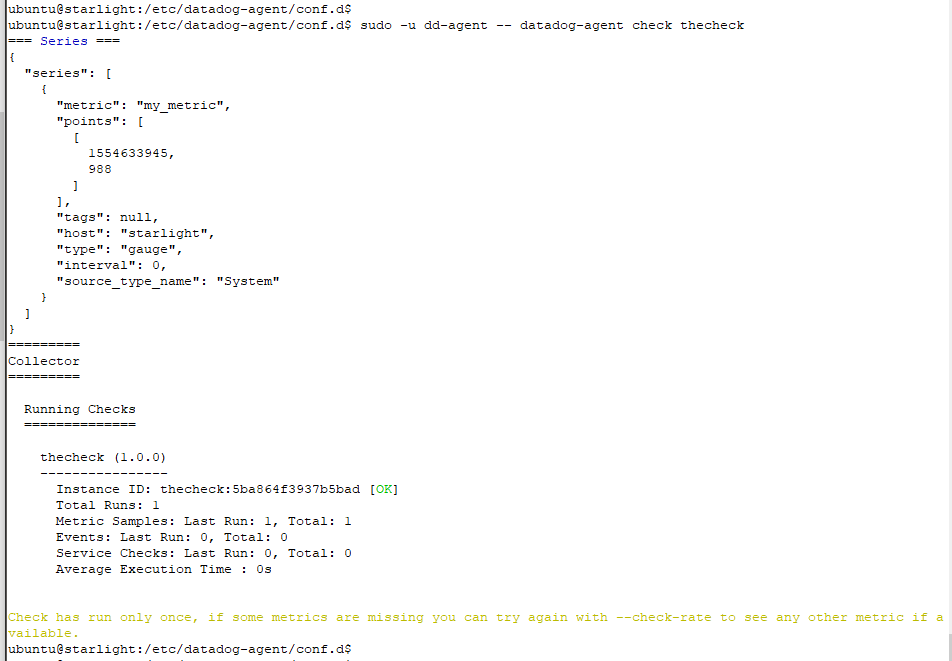 ubuntu@starlight:/etc/datadog-agent/conf.d$
ubuntu@starlight:/etc/datadog-agent/conf.d$ sudo -u dd-agent -- datadog-agent check thecheck
=== Series ===
{
  "series": [
    {
      "metric": "my_metric",
      "points": [
        [
          1554633945,
          988
        ]
      ],
      "tags": null,
      "host": "starlight",
      "type": "gauge",
      "interval": 0,
      "source_type_name": "System"
    }
  ]
}
=========
Collector
=========
  Running Checks
  ==============
    thecheck (1.0.0)
    ----------------
      Instance ID: thecheck:5ba864f3937b5bad [OK]
      Total Runs: 1
      Metric Samples: Last Run: 1, Total: 1
      Events: Last Run: 0, Total: 0
      Service Checks: Last Run: 0, Total: 0
      Average Execution Time : 0s
Check has run only once, if some metrics are missing you can try again with --check-rate to see any other metric if a
vailable.
ubuntu@starlight:/etc/datadog-agent/conf.d$